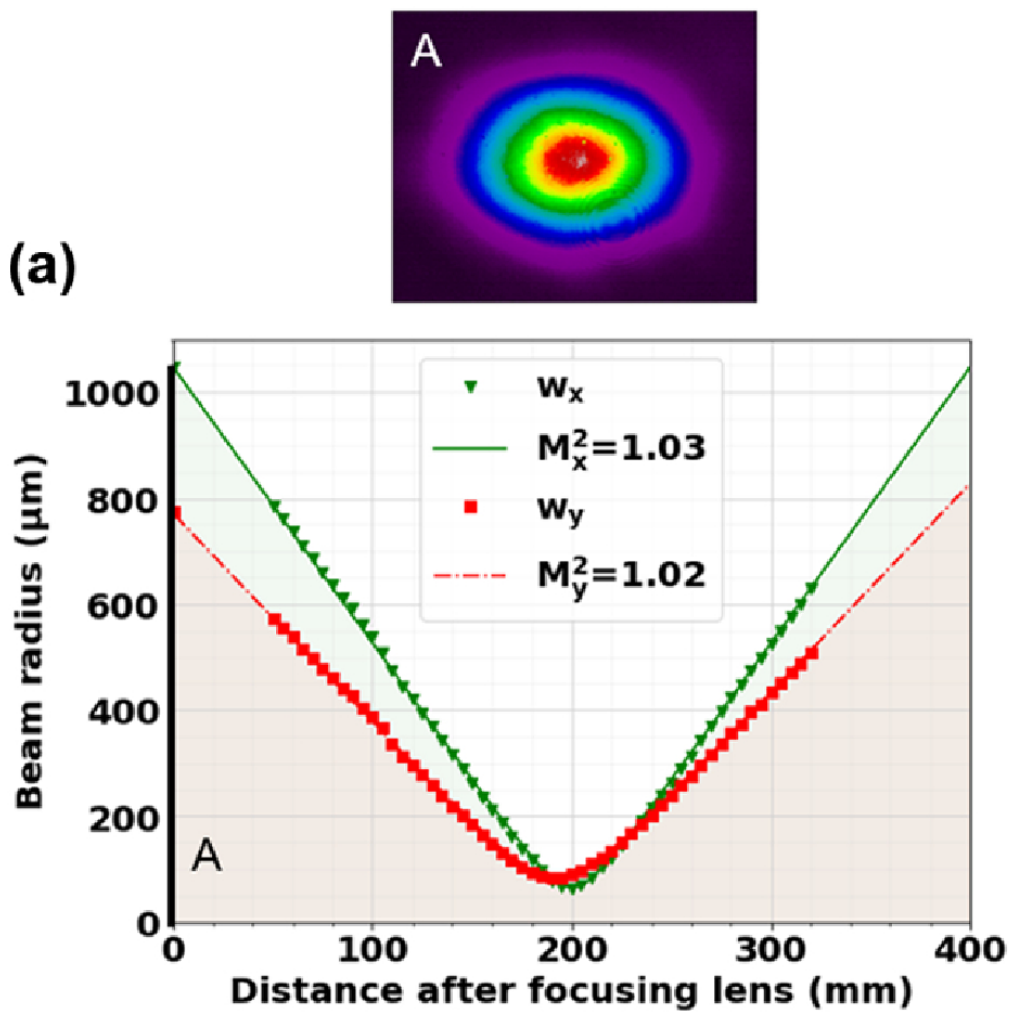 A
(a)
wₓ
M²ₓ=1.03
wᵧ
M²ᵧ=1.02
1000
800
600
400
200
0
Beam radius (μm)
A
0 100 200 300 400
Distance after focusing lens (mm)